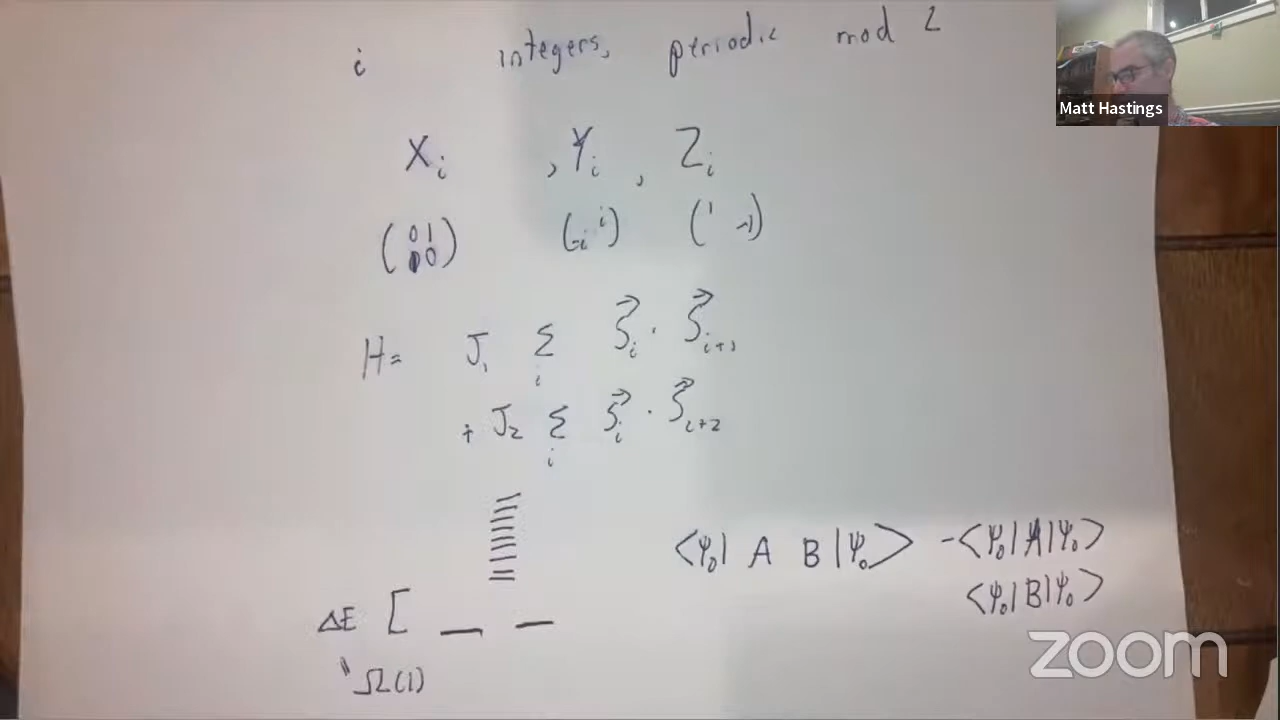 i integers, periodic mod L
Matt Hastings
X_i , Y_i , Z_i
(0 1 / 1 0) ( i / -i ) (1 / -1)
H= J_1 Σ_i S⃗_i · S⃗_{i+1}
+ J_2 Σ_i S⃗_i · S⃗_{i+2}
<Ψ_0| A B |Ψ_0> - <Ψ_0|A|Ψ_0>
<Ψ_0|B|Ψ_0>
ΔE [
Ω(1)
zoom